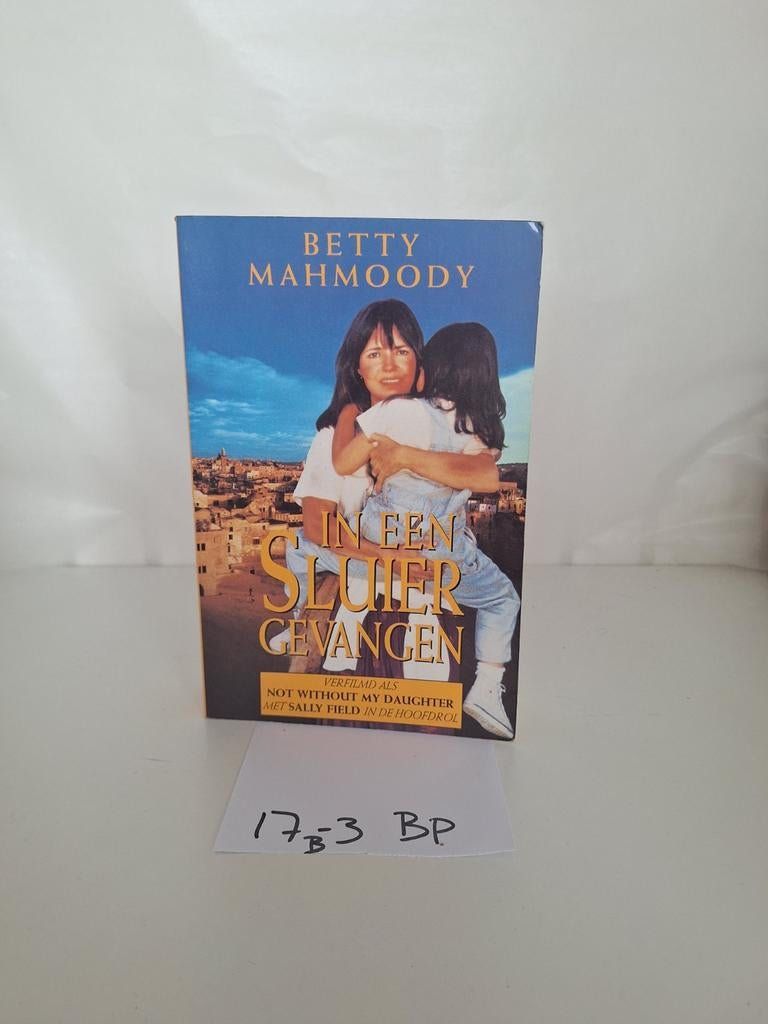 BETTY
MAHMOODY
IN EEN
SLUIER
GEVANGEN
VERFILMD ALS
NOT WITHOUT MY DAUGHTER
MET SALLY FIELD IN DE HOOFDROL
17B-3 BP